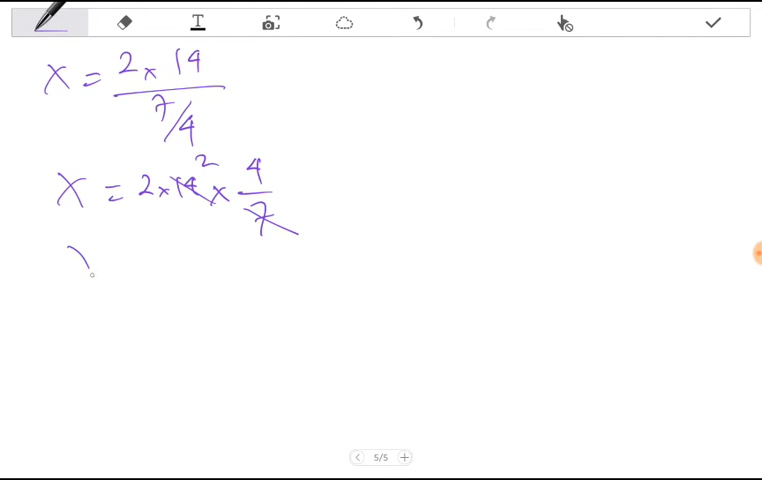 x = 2 x 14
7/4
x = 2 x 14 2 x 4
7
5/5